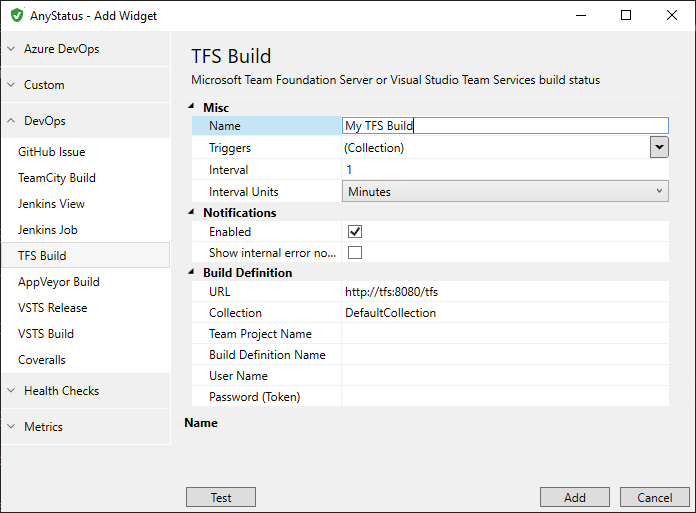 AnyStatus - Add Widget
Azure DevOps
Custom
DevOps
GitHub Issue
TeamCity Build
Jenkins View
Jenkins Job
TFS Build
AppVeyor Build
VSTS Release
VSTS Build
Coveralls
Health Checks
Metrics
TFS Build
Microsoft Team Foundation Server or Visual Studio Team Services build status
Misc
Name My TFS Build
Triggers (Collection)
Interval 1
Interval Units Minutes
Notifications
Enabled
Show internal error no...
Build Definition
URL http://tfs:8080/tfs
Collection DefaultCollection
Team Project Name
Build Definition Name
User Name
Password (Token)
Name
Test Add Cancel